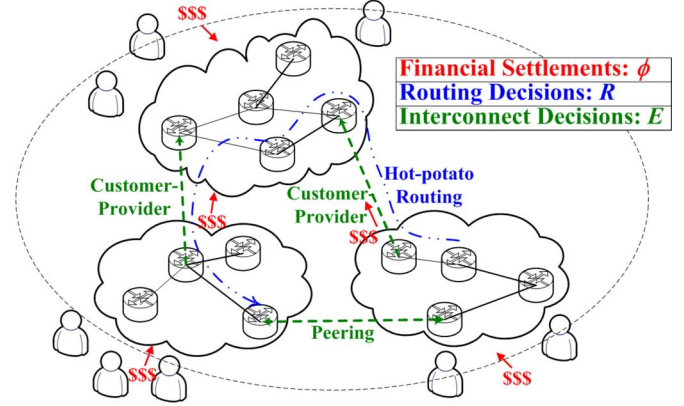 $$$
Financial Settlements: ϕ
Routing Decisions: R
Interconnect Decisions: E
Customer-
Provider
$$$
Customer-
Provider
$$$
Hot-potato
Routing
Peering
$$$
$$$